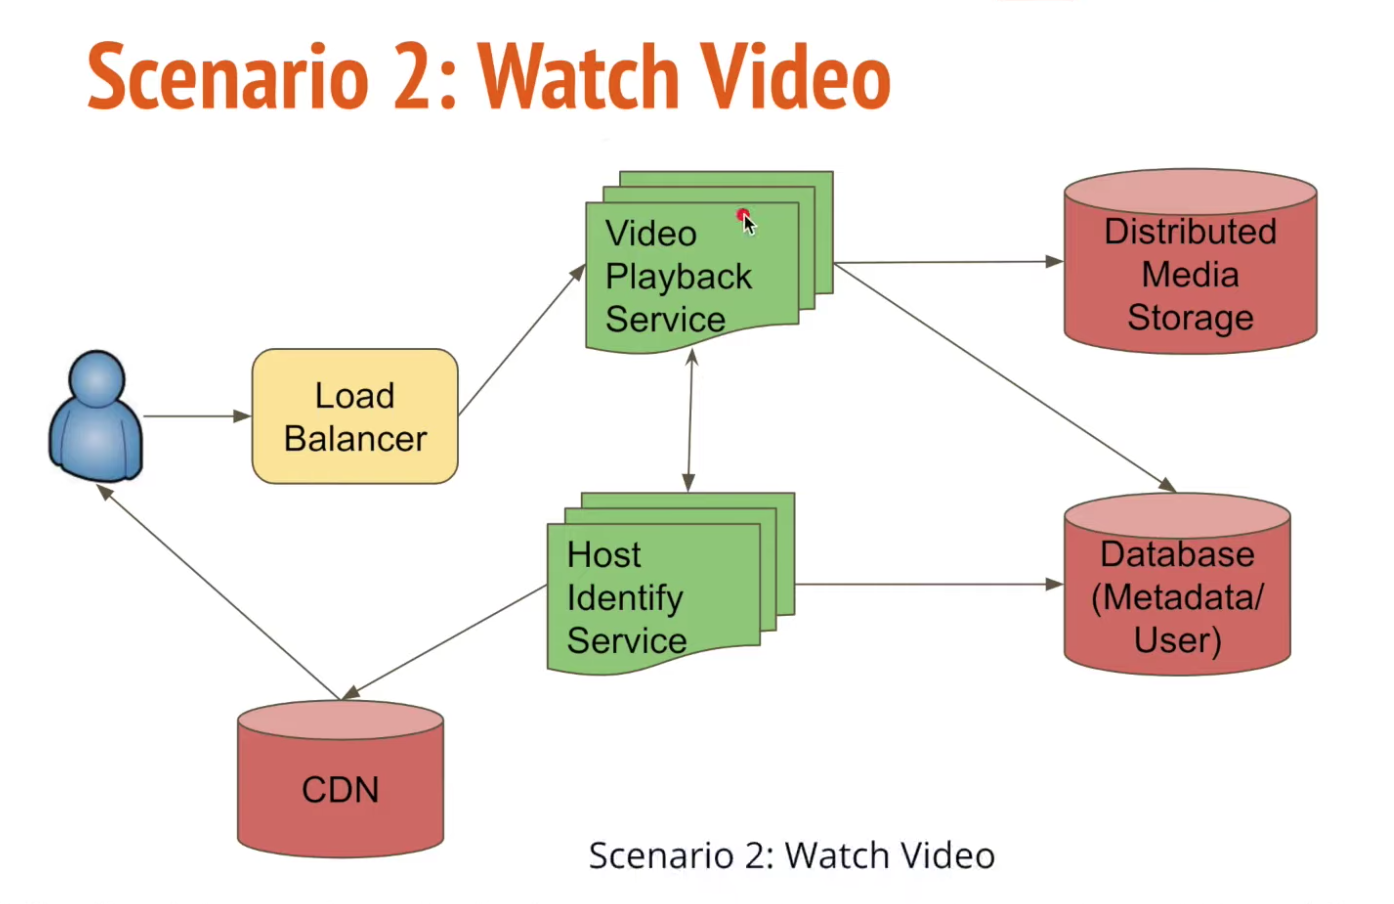 Scenario 2: Watch Video
Video
Playback
Service
Distributed
Media
Storage
Load
Balancer
Host
Identify
Service
Database
(Metadata/
User)
CDN
Scenario 2: Watch Video